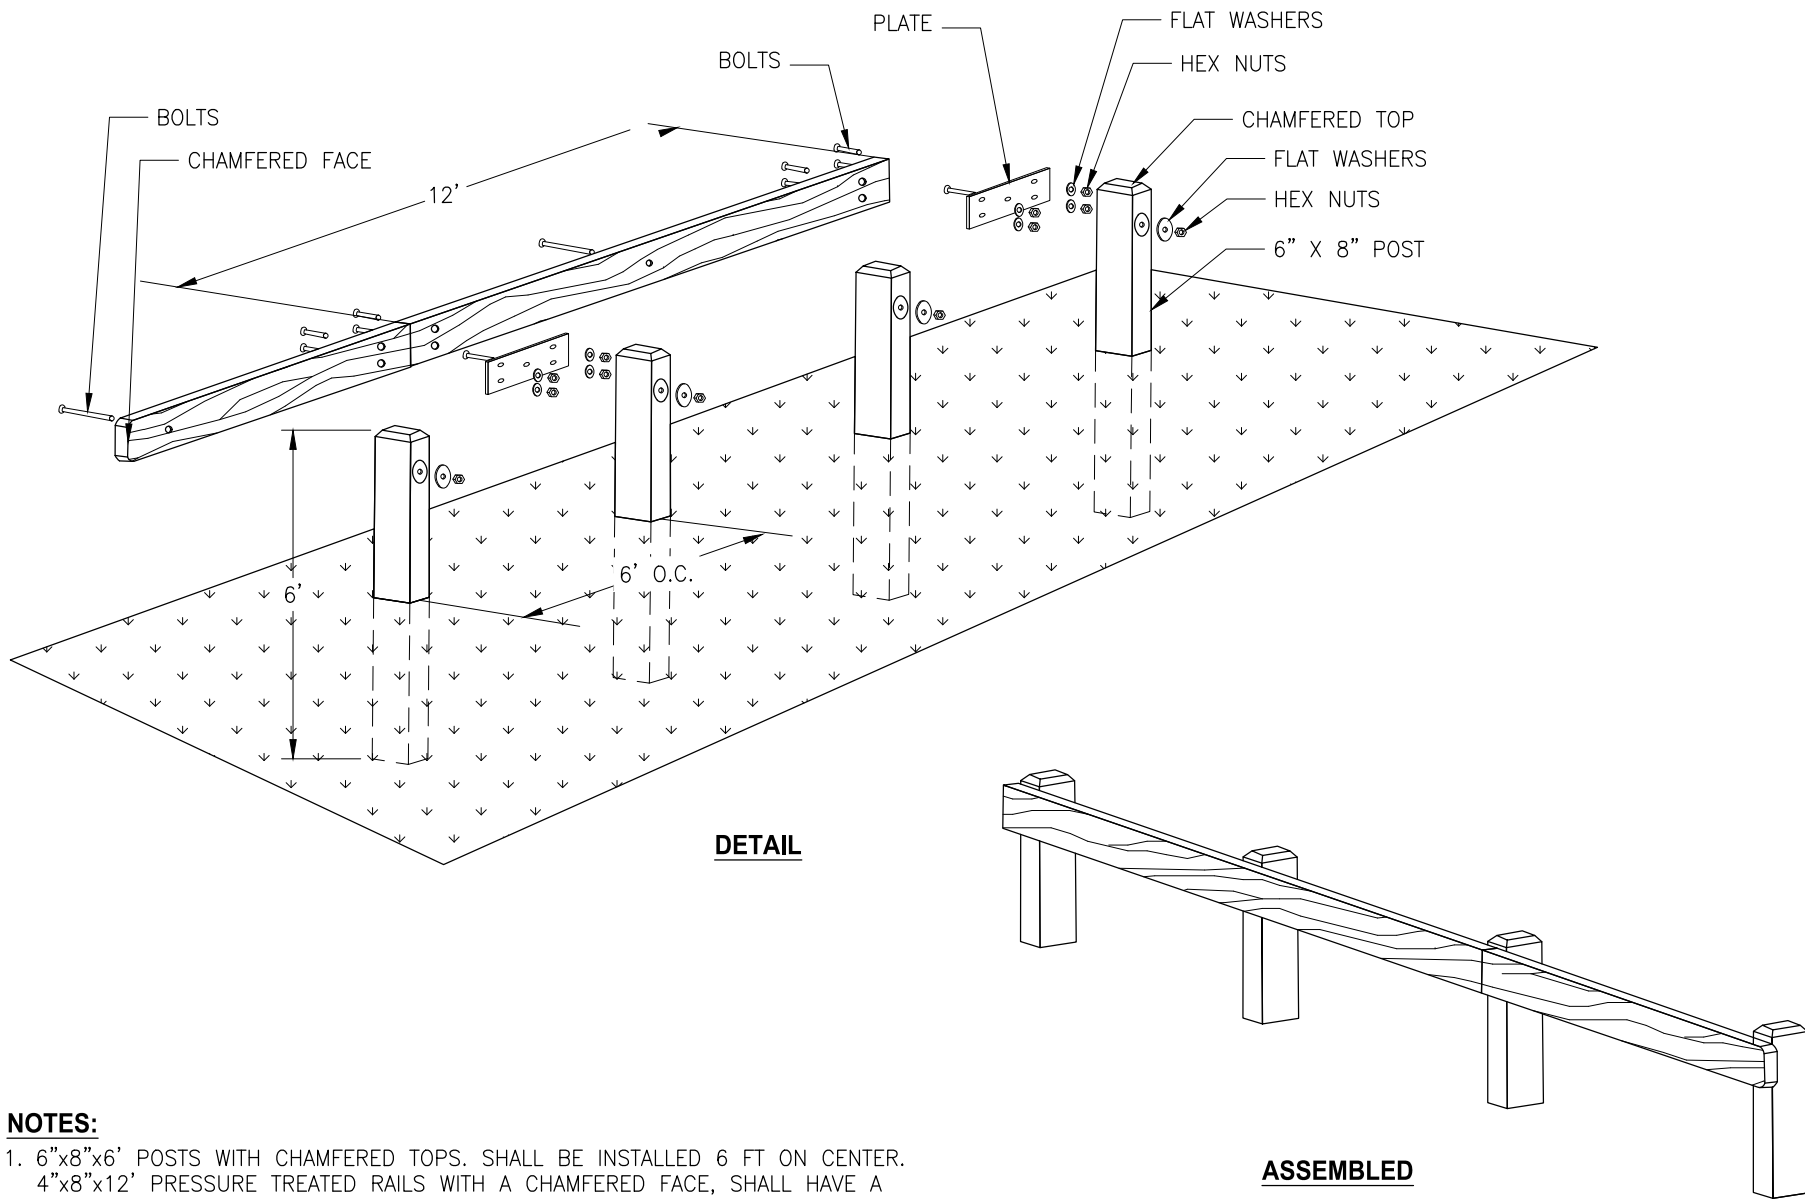 PLATE
FLAT WASHERS
BOLTS
HEX NUTS
BOLTS
CHAMFERED TOP
CHAMFERED FACE
FLAT WASHERS
12'
HEX NUTS
6" X 8" POST
6' O.C.
6'
DETAIL
NOTES:
1. 6"x8"x6' POSTS WITH CHAMFERED TOPS. SHALL BE INSTALLED 6 FT ON CENTER.
4"x8"x12' PRESSURE TREATED RAILS WITH A CHAMFERED FACE, SHALL HAVE A
ASSEMBLED